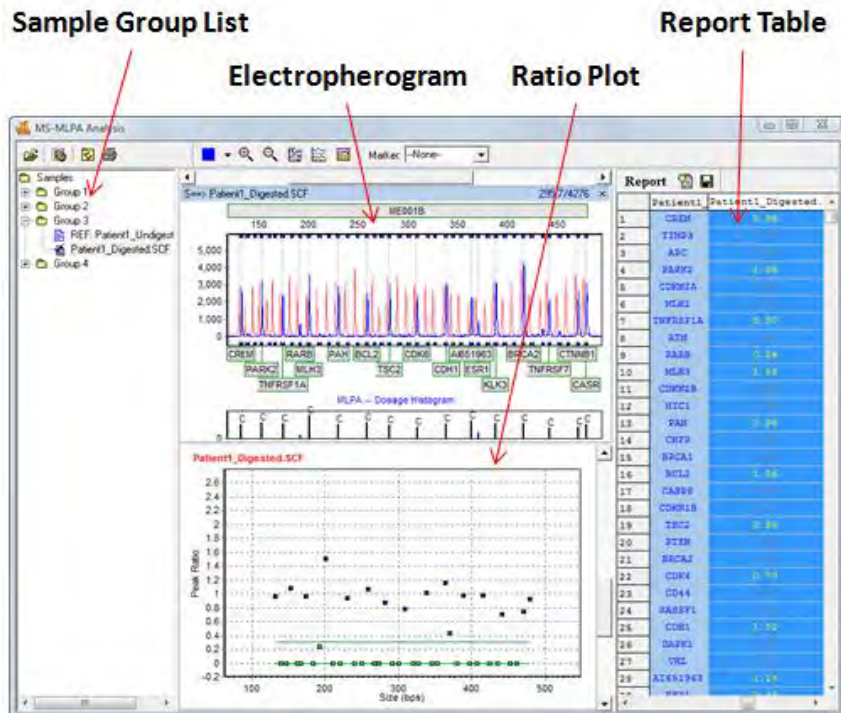 Sample Group List
Report Table
Electropherogram
Ratio Plot
MS-MLPA Analysis
Marker --None--
Samples
Group 1
Group 2
Group 3
REF: Patient1_Undigest
Patient1_Digested.SCF
Group 4
Patient1_Digested.SCF
ME001B
150 200 250 300 350 400 450
5,000
4,000
3,000
2,000
1,000
0
CREM RARB PAH BCL2 CDK6 AI651963 BRCA2 CTNNB1
PARK2 MLH3 TSC2 CDH1 ESR1 TNFRSF7
TNFRSF1A KLK3 CASR
MLPA -- Dosage Histogram
C C C C C C C C C C C C C C C
0
Patient1_Digested.SCF
Peak Ratio
2.6
2.4
2.2
2
1.8
1.6
1.4
1.2
1
0.8
0.6
0.4
0.2
0
-0.2
100 200 300 400 500
Size (bps)
Report
Patient1_ Patient1_Digested.
1 CREM
2 TIMP3
3 APC
4 PARK2
5 CDKN2A
6 MLH1
7 TNFRSF1A
8 ATM
9 RARB
10 MLH3
11 CDKN2B
12 HIC1
13 PAH
14 CHFR
15 BRCA1
16 BCL2
17 CASP8
18 CDKN1B
19 TSC2
20 PTEN
21 BRCA2
22 CDK6
23 CD44
24 RASSF1
25 CDH1
26 DAPK1
27 VHL
28 AI651963